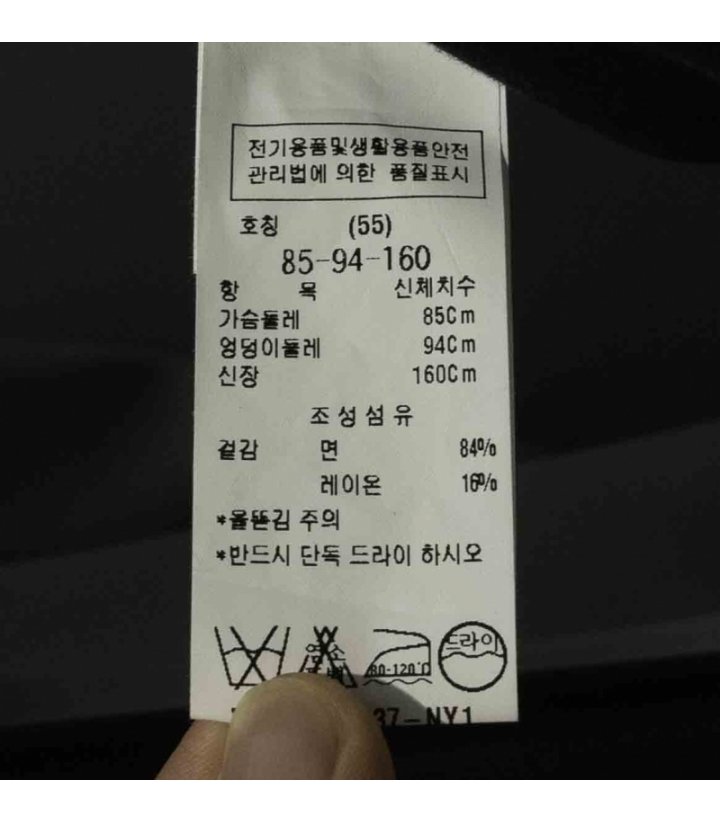 전기용품및생활용품안전
관리법에 의한 품질표시
호칭 (55)
85-94-160
항 목 신체치수
가슴둘레 85Cm
엉덩이둘레 94Cm
신장 160Cm
조성섬유
겉감 면 84%
레이온 16%
*올뜯김 주의
*반드시 단독 드라이 하시오
염소
80-120℃
드라이
37-NY1